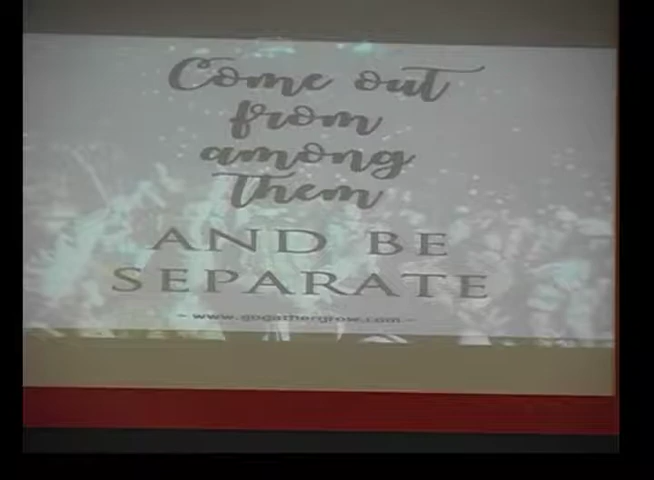 Come out
from
among
them
AND BE
SEPARATE
- www.gogathergrow.com -